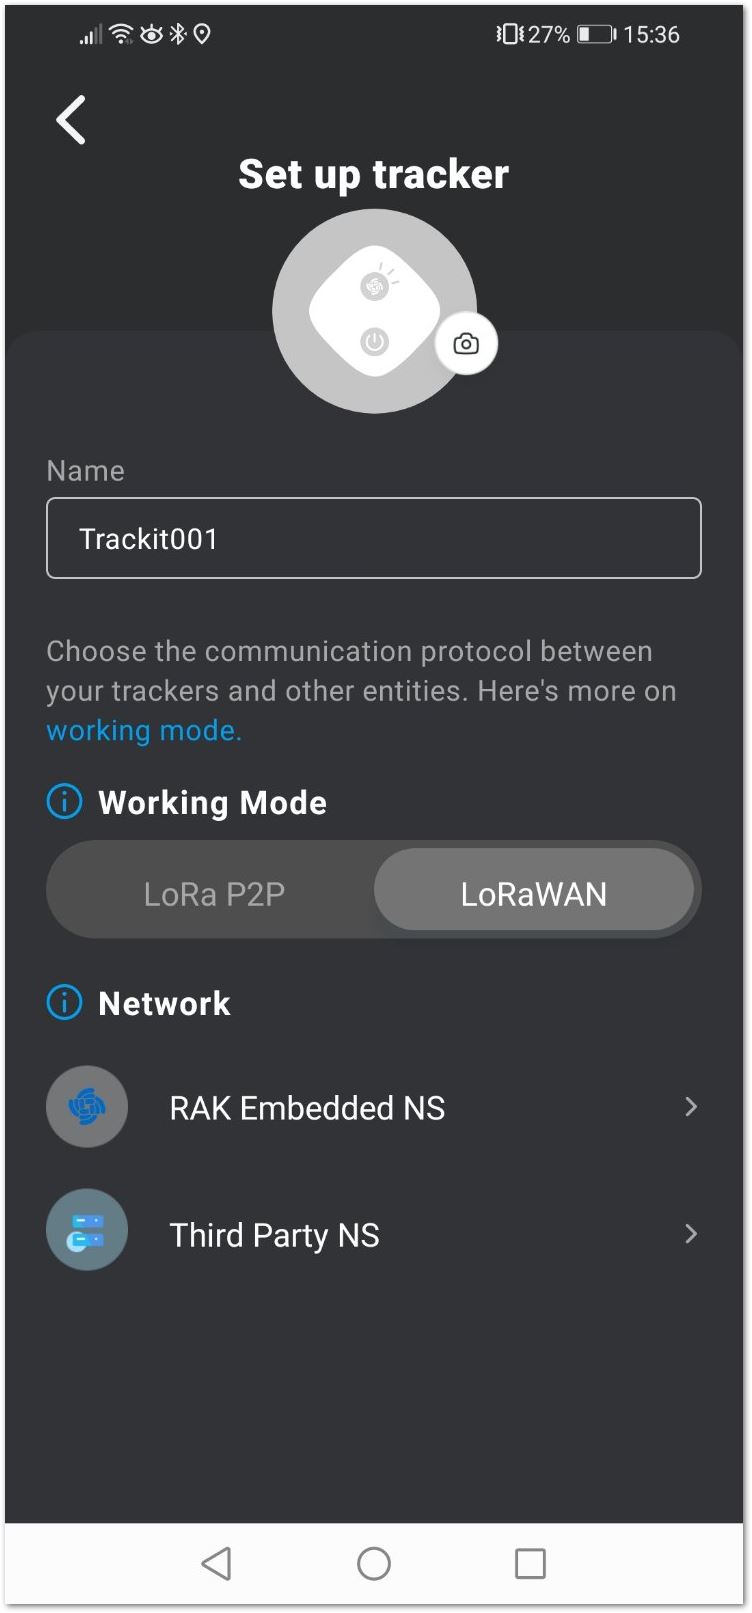 27% 15:36
Set up tracker
Name
Trackit001
Choose the communication protocol between
your trackers and other entities. Here's more on
working mode.
Working Mode
LoRa P2P LoRaWAN
Network
RAK Embedded NS
Third Party NS